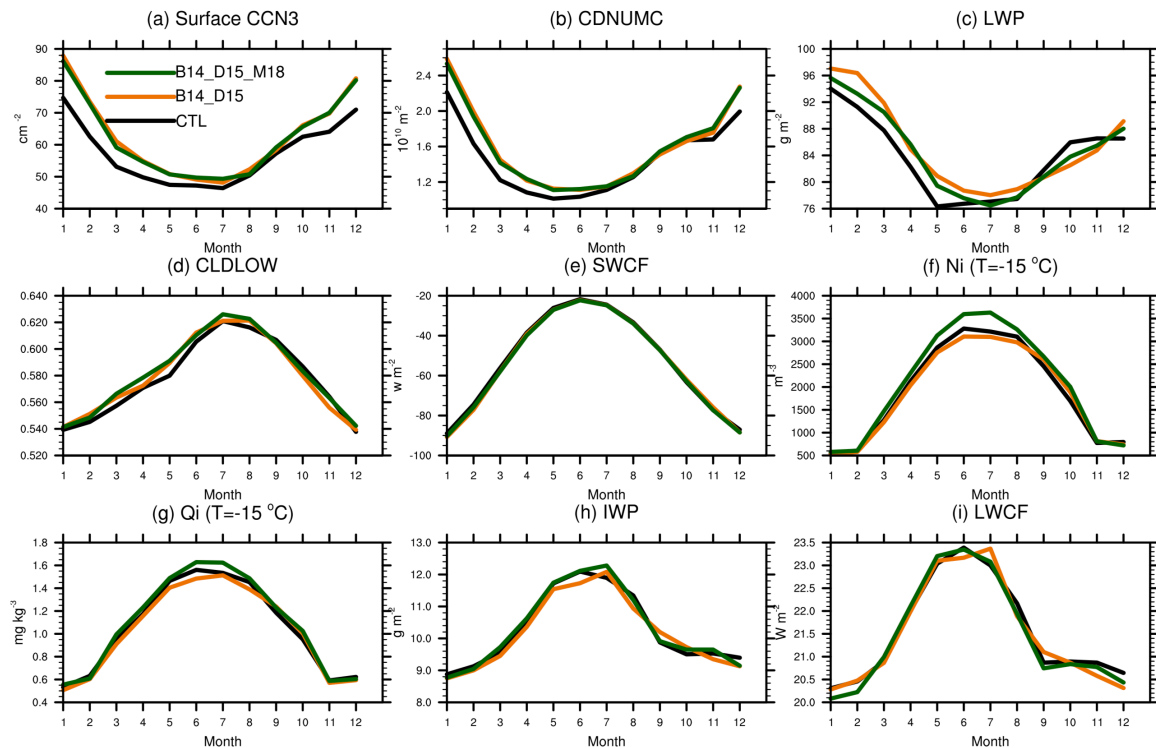 (a) Surface CCN3
90
80
70
60
50
40
cm⁻²
B14_D15_M18
B14_D15
CTL
1 2 3 4 5 6 7 8 9 10 11 12
Month
(b) CDNUMC
2.4
2.0
1.6
1.2
10¹⁰ m⁻²
1 2 3 4 5 6 7 8 9 10 11 12
Month
(c) LWP
100
96
92
88
84
80
76
g m⁻²
1 2 3 4 5 6 7 8 9 10 11 12
Month
(d) CLDLOW
0.640
0.620
0.600
0.580
0.560
0.540
0.520
1 2 3 4 5 6 7 8 9 10 11 12
Month
(e) SWCF
-20
-40
-60
-80
-100
w m⁻²
1 2 3 4 5 6 7 8 9 10 11 12
Month
(f) Ni (T=-15 °C)
4000
3500
3000
2500
2000
1500
1000
500
m⁻³
1 2 3 4 5 6 7 8 9 10 11 12
Month
(g) Qi (T=-15 °C)
1.8
1.6
1.4
1.2
1.0
0.8
0.6
0.4
mg kg⁻³
1 2 3 4 5 6 7 8 9 10 11 12
Month
(h) IWP
13.0
12.0
11.0
10.0
9.0
8.0
g m⁻²
1 2 3 4 5 6 7 8 9 10 11 12
Month
(i) LWCF
23.5
23.0
22.5
22.0
21.5
21.0
20.5
20.0
W m⁻²
1 2 3 4 5 6 7 8 9 10 11 12
Month